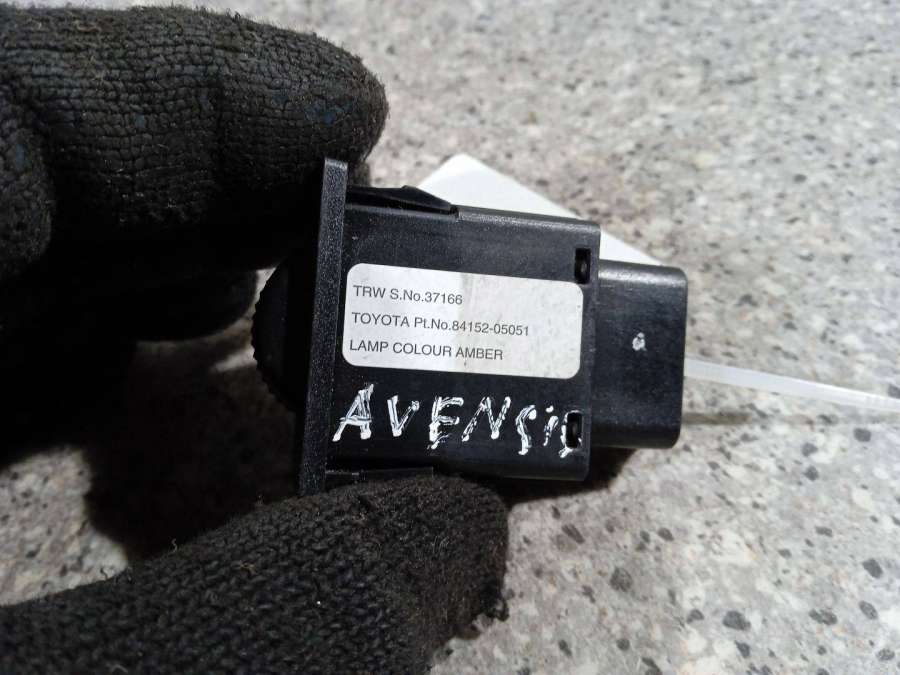 TRW S.No.37166
TOYOTA Pt.No.84152-05051
LAMP COLOUR AMBER
AVENSiS